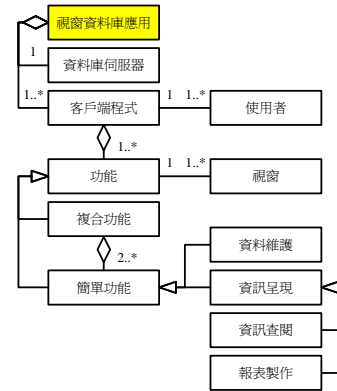 視窗資料庫應用
1
資料庫伺服器
1..*
客戶端程式
1 1..*
使用者
1..*
功能
1 1..*
視窗
複合功能
2..*
資料維護
簡單功能
資訊呈現
資訊查閱
報表製作